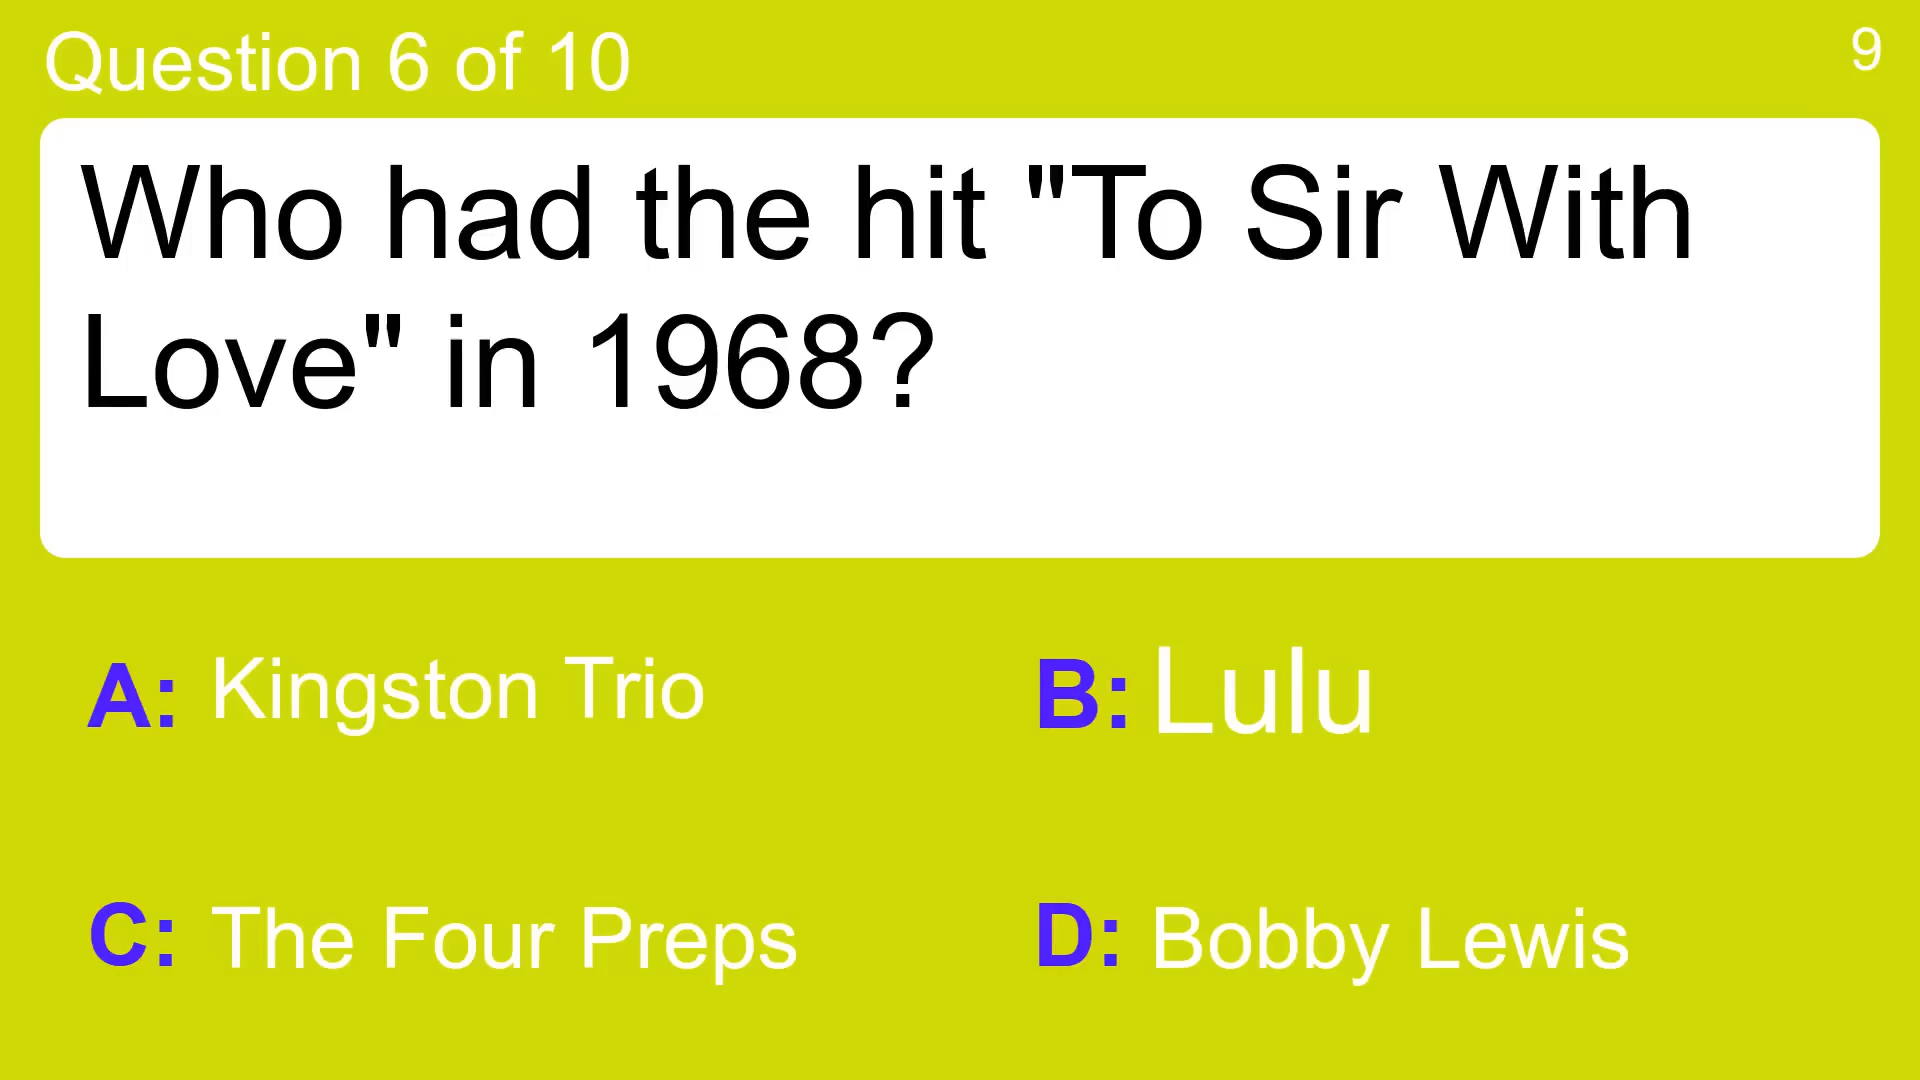 Question 6 of 10
9
Who had the hit "To Sir With
Love" in 1968?
A: Kingston Trio
B: Lulu
C: The Four Preps
D: Bobby Lewis